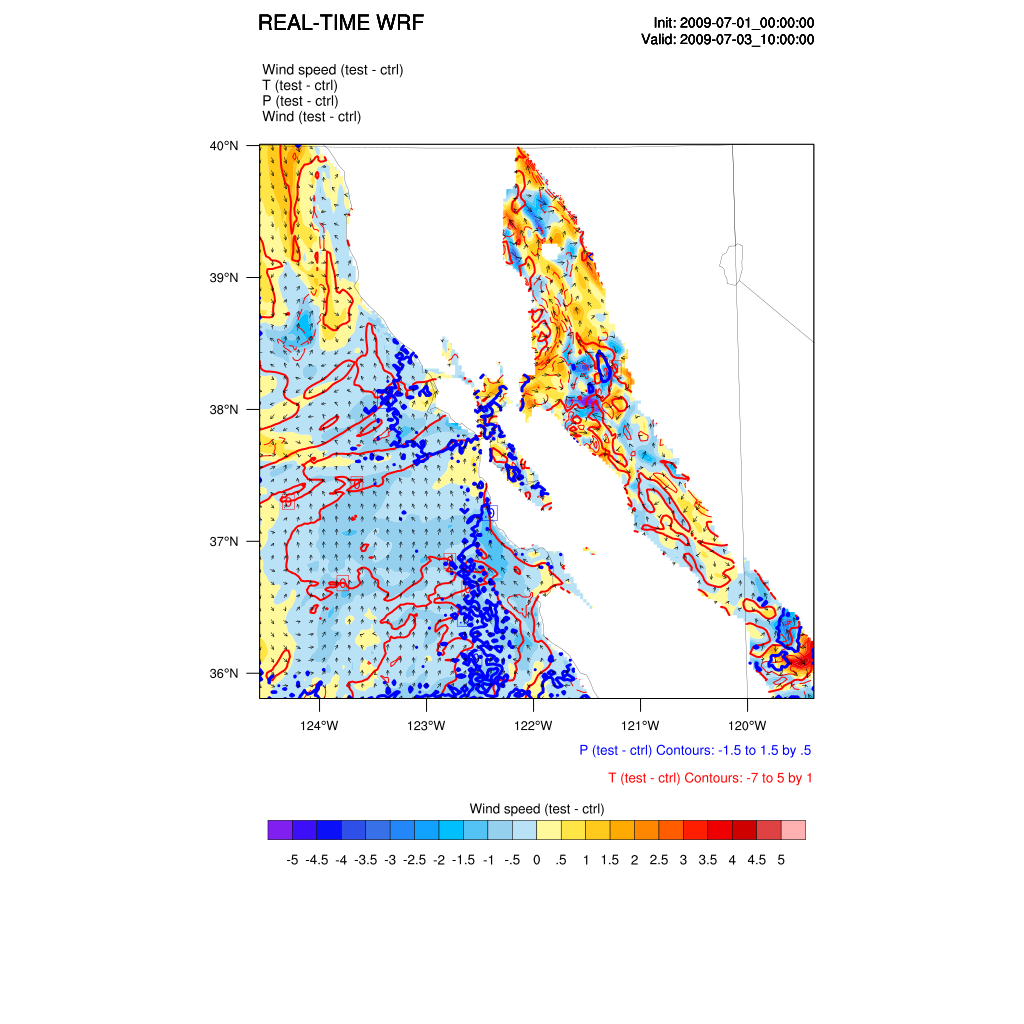 REAL-TIME WRF
Init: 2009-07-01_00:00:00
Valid: 2009-07-03_10:00:00
Wind speed (test - ctrl)
T (test - ctrl)
P (test - ctrl)
Wind (test - ctrl)
40°N
39°N
38°N
37°N
36°N
124°W 123°W 122°W 121°W 120°W
P (test - ctrl) Contours: -1.5 to 1.5 by .5
T (test - ctrl) Contours: -7 to 5 by 1
Wind speed (test - ctrl)
-5 -4.5 -4 -3.5 -3 -2.5 -2 -1.5 -1 -.5 0 .5 1 1.5 2 2.5 3 3.5 4 4.5 5